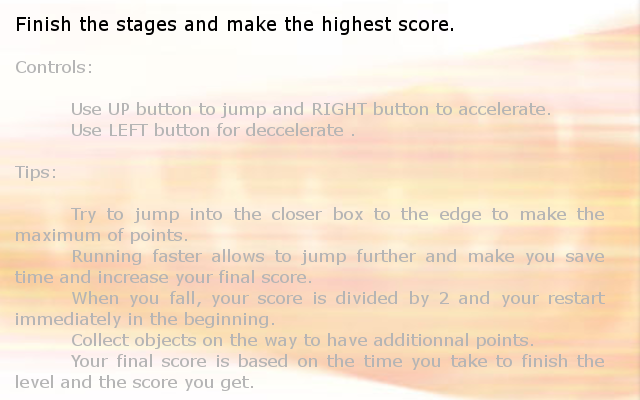 Finish the stages and make the highest score.
Controls:
Use UP button to jump and RIGHT button to accelerate.
Use LEFT button for deccelerate .
Tips:
Try to jump into the closer box to the edge to make the
maximum of points.
Running faster allows to jump further and make you save
time and increase your final score.
When you fall, your score is divided by 2 and your restart
immediately in the beginning.
Collect objects on the way to have additionnal points.
Your final score is based on the time you take to finish the
level and the score you get.